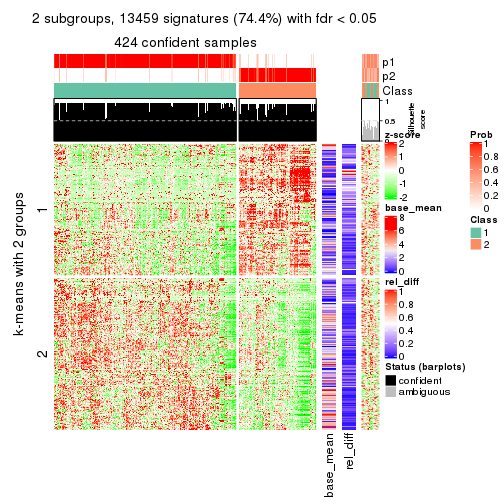 2 subgroups, 13459 signatures (74.4%) with fdr < 0.05
424 confident samples
p1
p2
Class
1
0.5
0
Silhouette
score
k-means with 2 groups
1
2
z-score
2
1
0
-1
-2
base_mean
8
6
4
2
0
rel_diff
1
0.8
0.6
0.4
0.2
0
Status (barplots)
confident
ambiguous
Prob
1
0.8
0.6
0.4
0.2
0
Class
1
2
base_mean
rel_diff